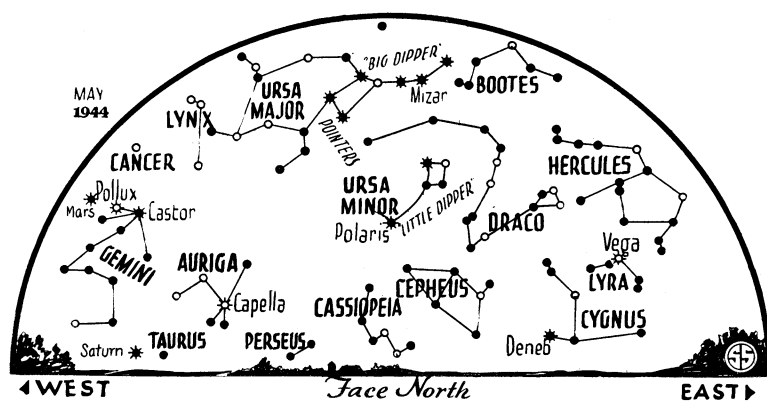 'BIG DIPPER'
MAY
1944
URSA
MAJOR
Mizar
BOOTES
LYNX
POINTERS
CANCER
HERCULES
Pollux
Mars
Castor
URSA
MINOR
'LITTLE DIPPER'
Polaris
DRACO
GEMINI
AURIGA
Vega
Capella
CASSIOPEIA
CEPHEUS
LYRA
CYGNUS
Saturn
TAURUS
PERSEUS
Deneb
SS
WEST
Face North
EAST